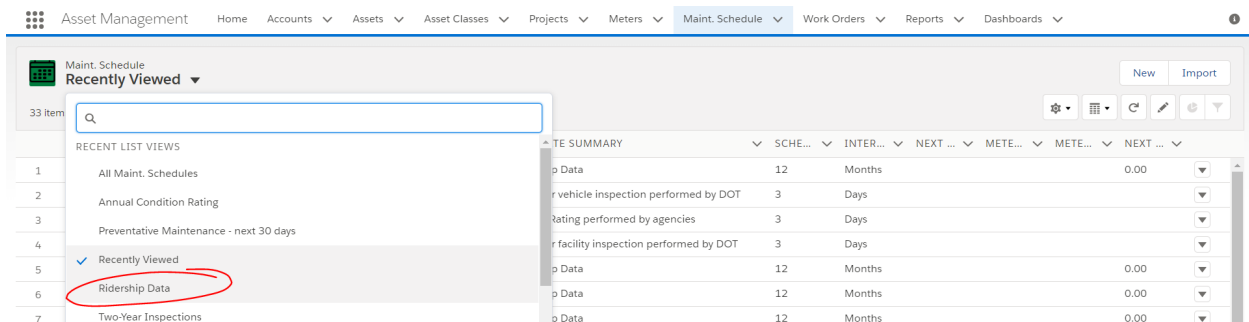 Asset Management Home Accounts Assets Asset Classes Projects Meters Maint. Schedule Work Orders Reports Dashboards
Maint. Schedule
Recently Viewed
New Import
33 item
RECENT LIST VIEWS
All Maint. Schedules
Annual Condition Rating
Preventative Maintenance - next 30 days
Recently Viewed
Ridership Data
Two-Year Inspections
TE SUMMARY SCHE... INTER... NEXT ... METE... METE... NEXT ...
1 p Data 12 Months 0.00
2 r vehicle inspection performed by DOT 3 Days
3 Rating performed by agencies 3 Days
4 r facility inspection performed by DOT 3 Days
5 p Data 12 Months 0.00
6 p Data 12 Months 0.00
7 p Data 12 Months 0.00